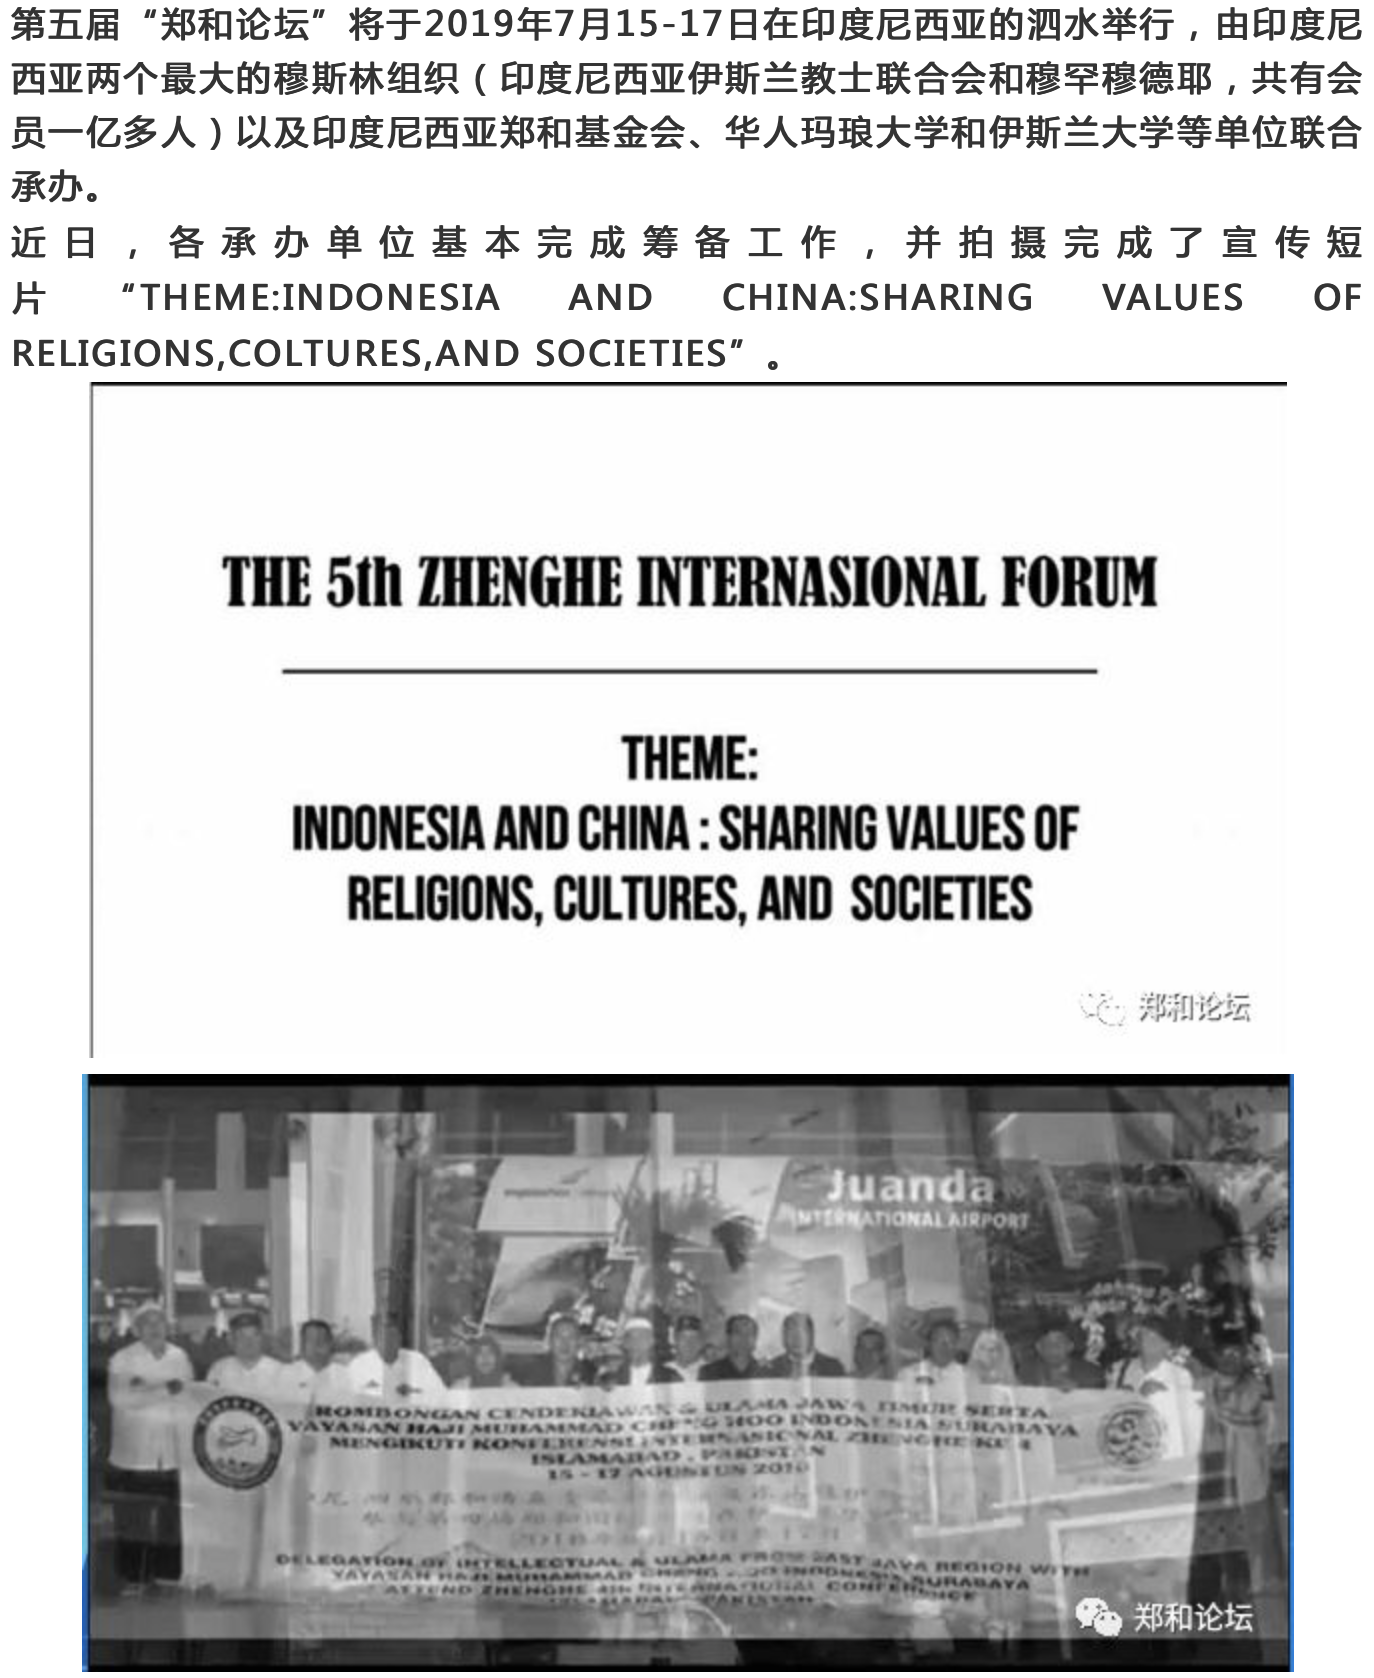 第五届“郑和论坛”将于2019年7月15-17日在印度尼西亚的泗水举行，由印度尼
西亚两个最大的穆斯林组织（印度尼西亚伊斯兰教士联合会和穆罕穆德耶，共有会
员一亿多人）以及印度尼西亚郑和基金会、华人玛琅大学和伊斯兰大学等单位联合
承办。
近日，各承办单位基本完成筹备工作，并拍摄完成了宣传短
片“THEME:INDONESIA AND CHINA:SHARING VALUES OF
RELIGIONS,COLTURES,AND SOCIETIES”。
THE 5th ZHENGHE INTERNASIONAL FORUM
THEME:
INDONESIA AND CHINA : SHARING VALUES OF
RELIGIONS, CULTURES, AND SOCIETIES
郑和论坛
Juanda
INTERNATIONAL AIRPORT
ROMBONGAN CENDEKIAWAN & ULAMA JAWA TIMUR SERTA
YAYASAN HAJI MUHAMMAD CHENG HOO INDONESIA SURABAYA
MENGIKUTI KONFERENSI INTERNASIONAL ZHENGHE KE 4
ISLAMABAD, PAKISTAN
15 - 17 AGUSTUS
DELEGATION OF INTELLECTUAL & ULAMA FROM EAST JAVA REGION WITH
YAYASAN HAJI MUHAMMAD CHENG HOO INDONESIA SURABAYA
ATTEND ZHENGHE 4th INTERNATIONAL CONFERENCE
郑和论坛